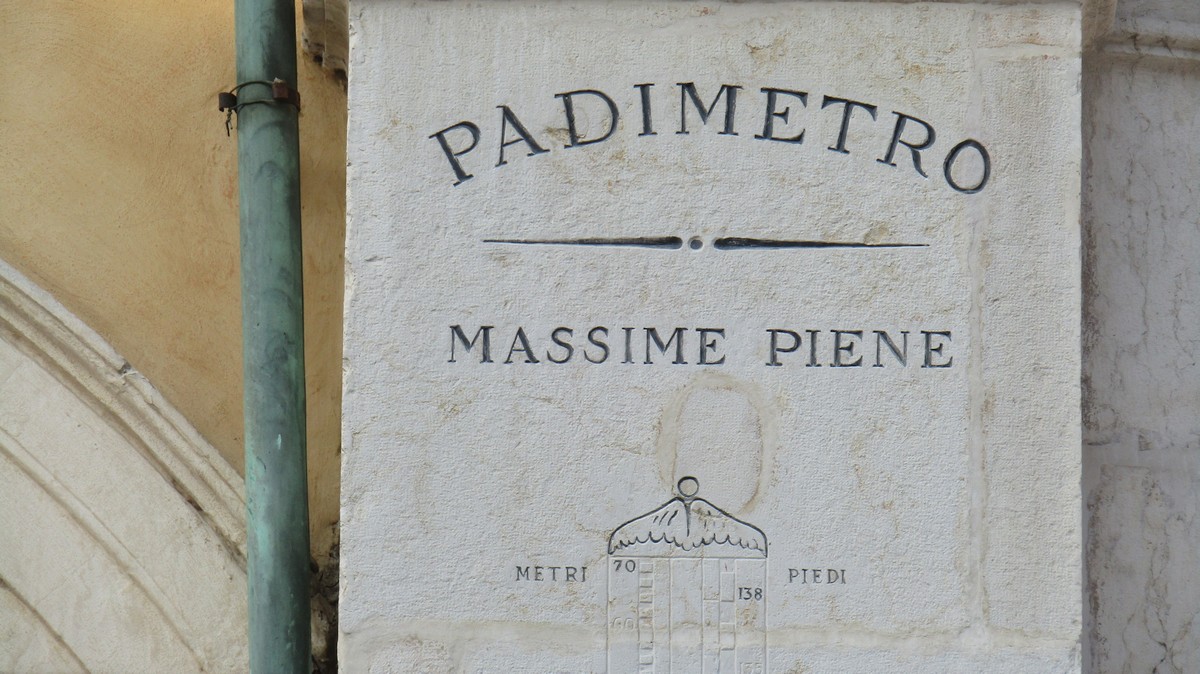 PADIMETRO
MASSIME PIENE
METRI 70 PIEDI
138